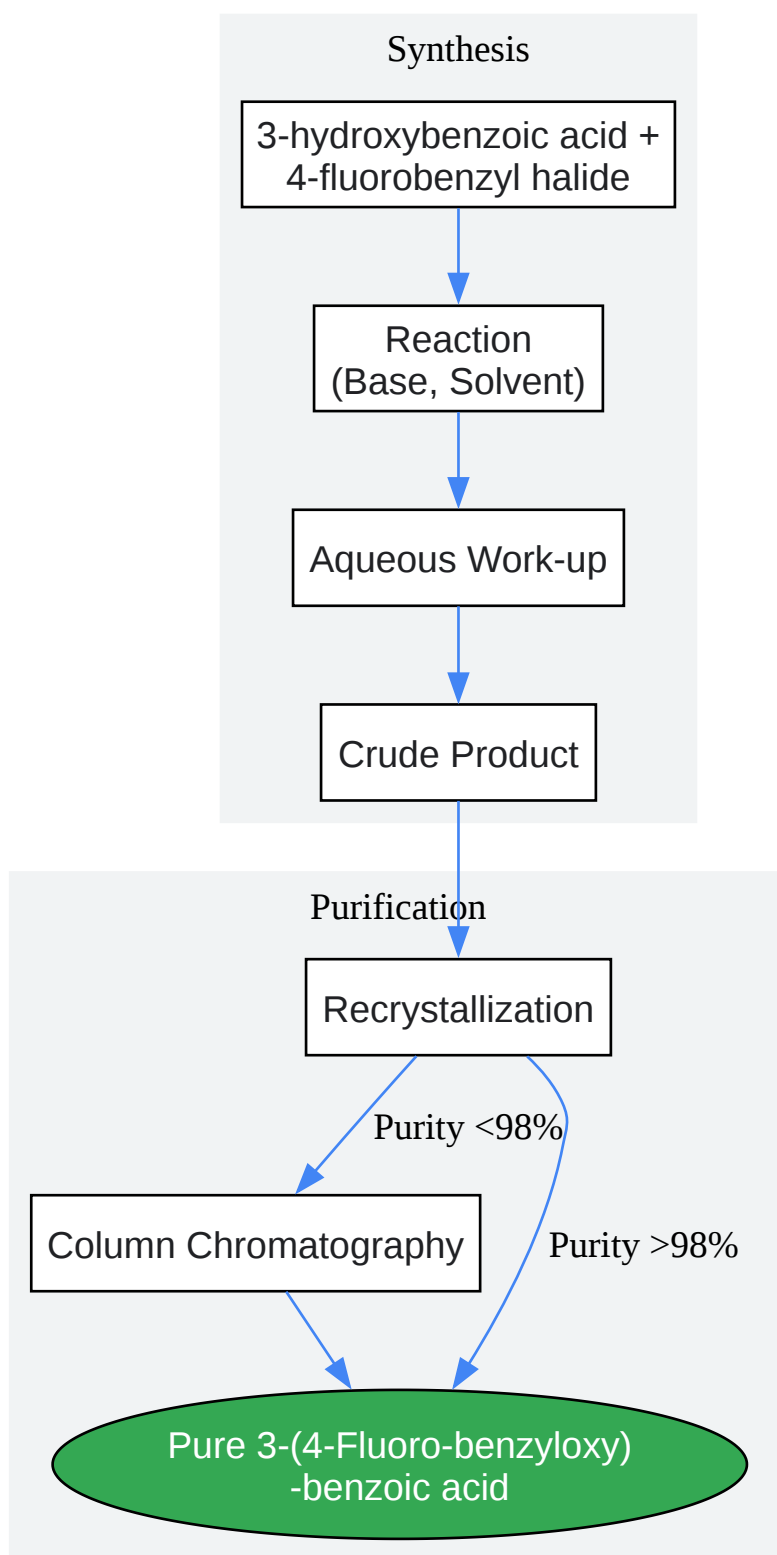 Synthesis
3-hydroxybenzoic acid +
4-fluorobenzyl halide
Reaction
(Base, Solvent)
Aqueous Work-up
Crude Product
Purification
Recrystallization
Purity <98%
Column Chromatography
Purity >98%
Pure 3-(4-Fluoro-benzyloxy)
-benzoic acid